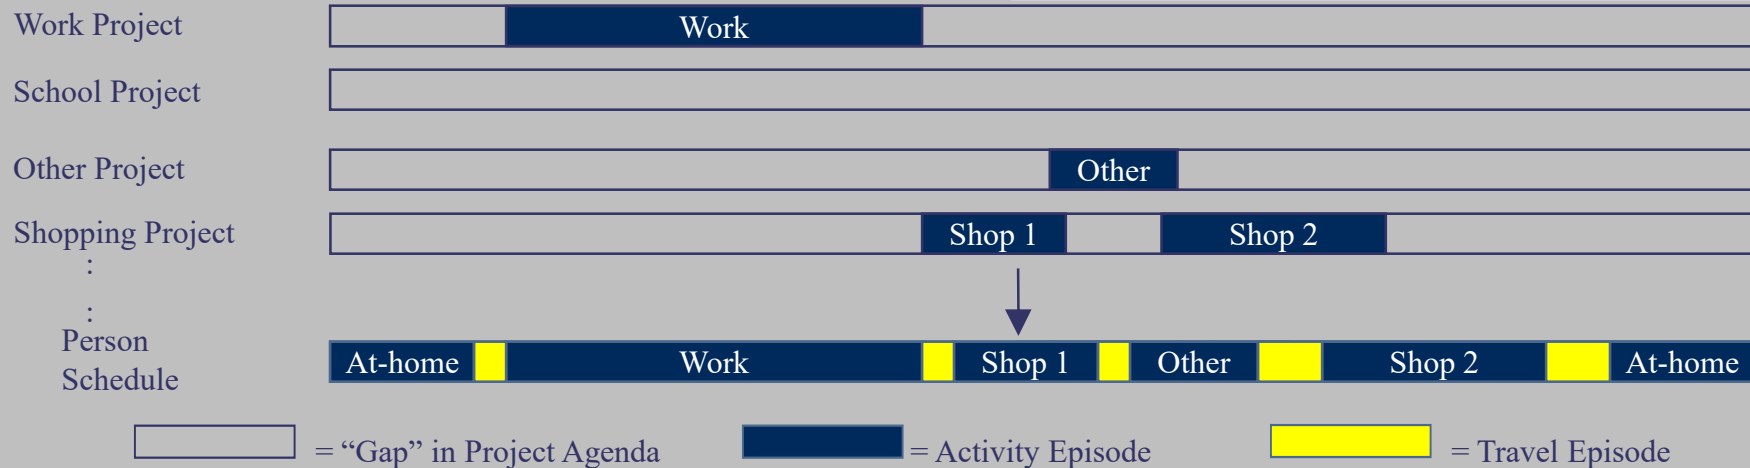 Work Project
Work
School Project
Other Project
Other
Shopping Project
Shop 1
Shop 2
:
:
Person
Schedule
At-home
Work
Shop 1
Other
Shop 2
At-home
= “Gap” in Project Agenda
= Activity Episode
= Travel Episode